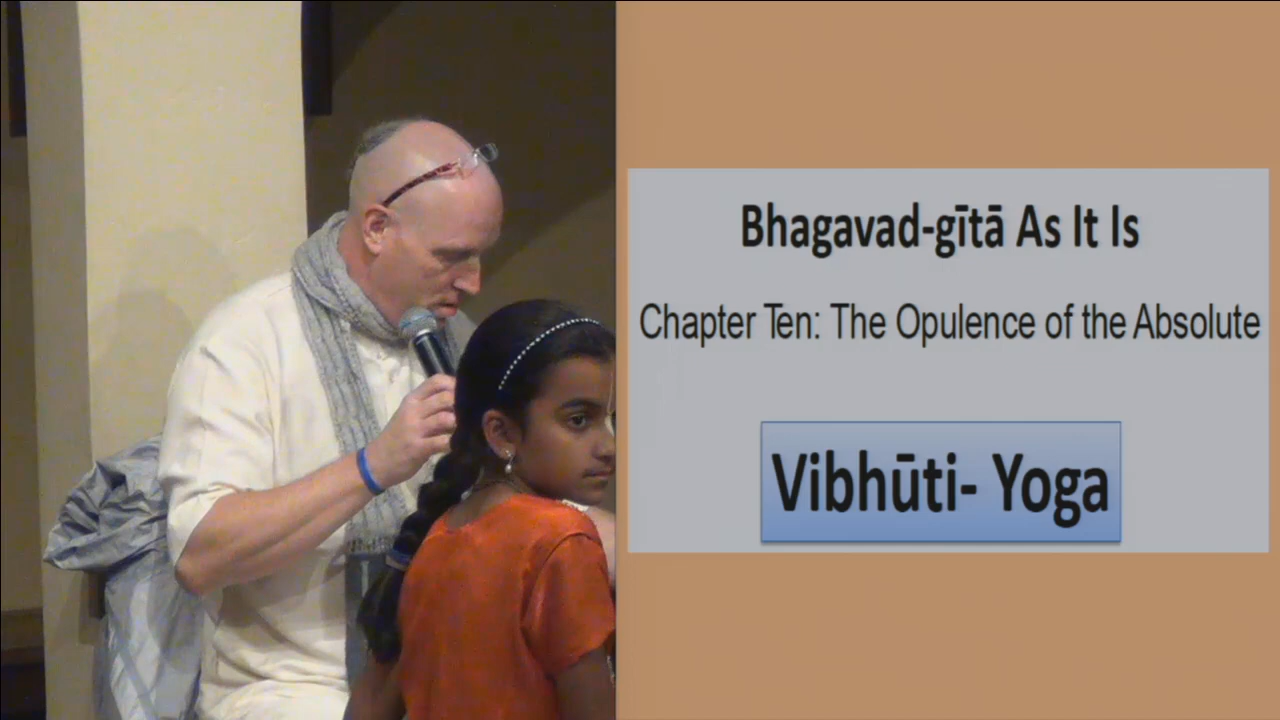 Bhagavad-gītā As It Is
Chapter Ten: The Opulence of the Absolute
Vibhūti- Yoga